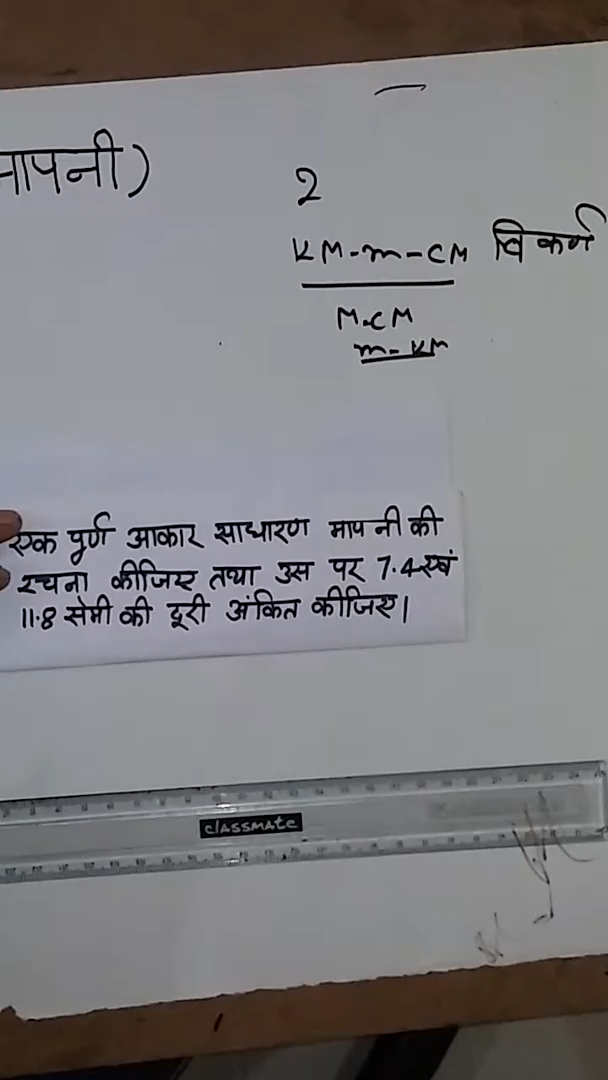 मापनी)
2
KM-m-CM विकर्ण
M-CM
m-KM
एक पूर्ण आकार साधारण मापनी की
रचना कीजिए तथा उस पर 7.4 एवं
11.8 सेमी की दूरी अंकित कीजिए।
classmate